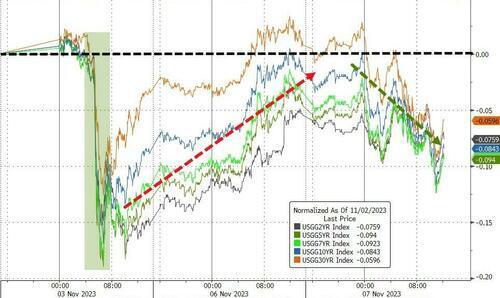 0.00
-0.05
-0.0596
-0.0759
-0.0843
-0.094
-0.10
-0.15
-0.20
Normalized As Of 11/02/2023
Last Price
USGG2YR Index -0.0759
USGG5YR Index -0.094
USGG7YR Index -0.0923
USGG10YR Index -0.0843
USGG30YR Index -0.0596
00:00 08:00 00:00 08:00 00:00 08:00
03 Nov 2023 06 Nov 2023 07 Nov 2023